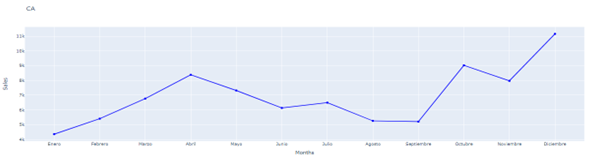 CA
11k
10k
9k
8k
7k
6k
5k
4k
Sales
Enero Febrero Marzo Abril Mayo Junio Julio Agosto Septiembre Octubre Noviembre Diciembre
Months